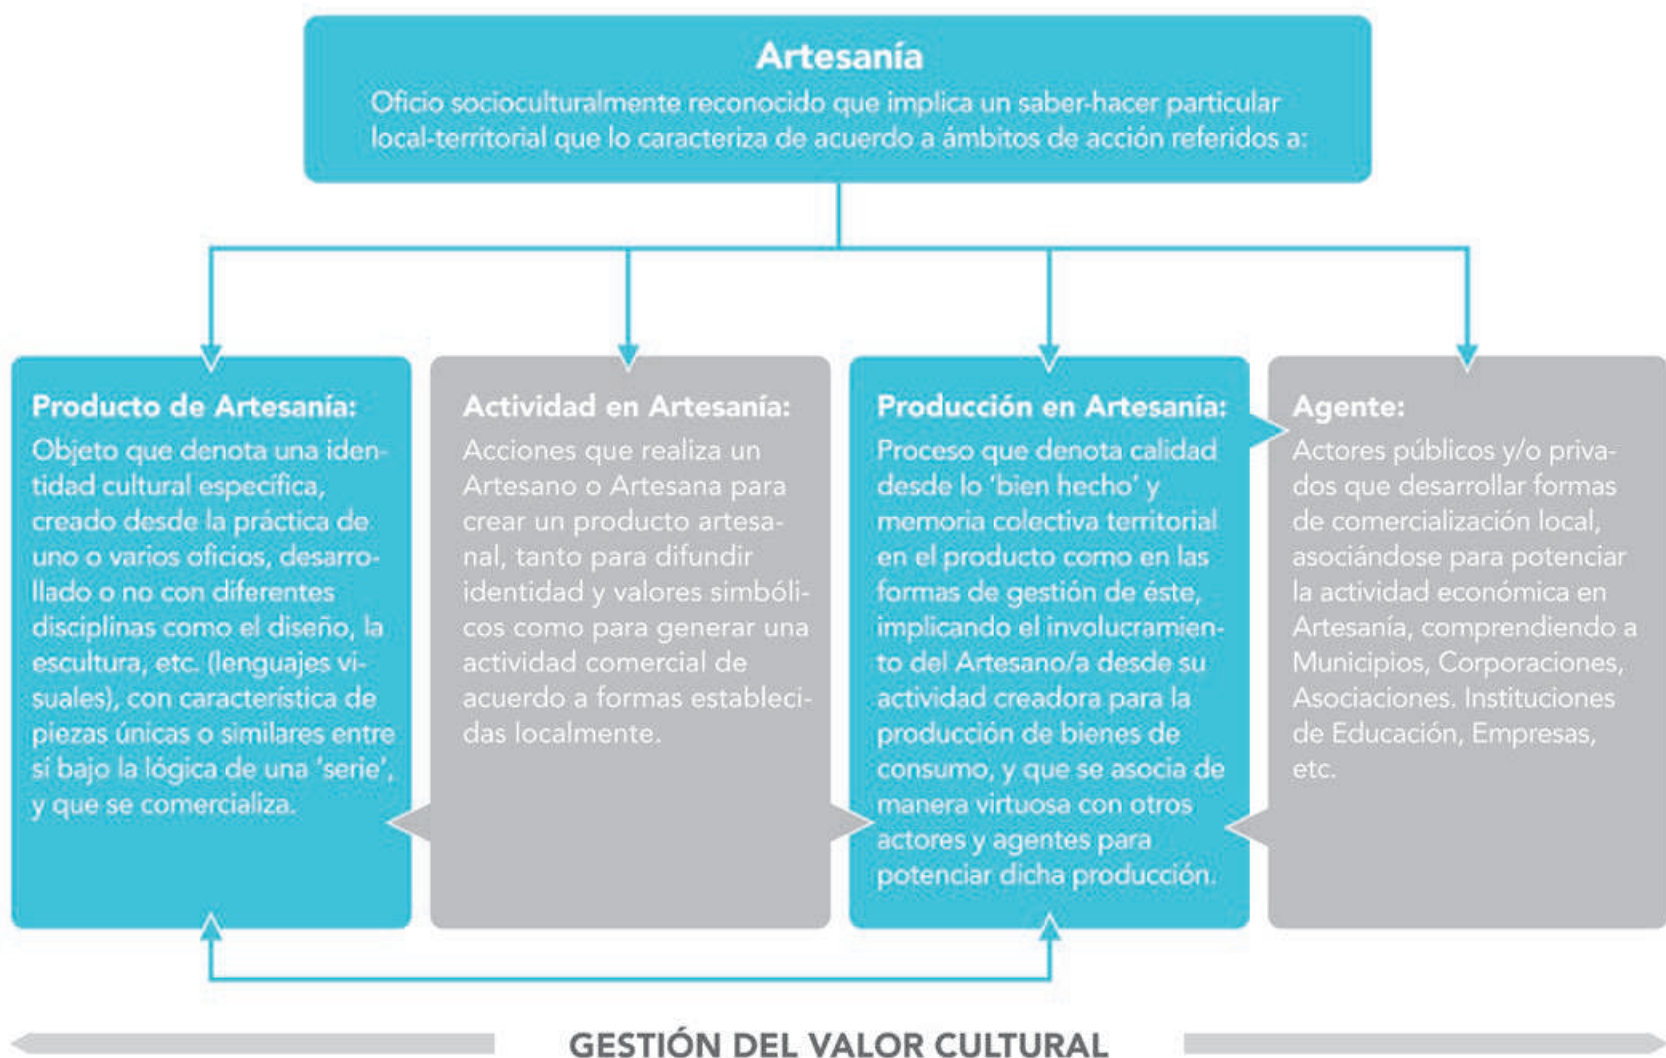 Artesanía
Oficio socioculturalmente reconocido que implica un saber-hacer particular
local-territorial que lo caracteriza de acuerdo a ámbitos de acción referidos a:
Producto de Artesanía:
Objeto que denota una iden-
tidad cultural específica,
creado desde la práctica de
uno o varios oficios, desarro-
llado o no con diferentes
disciplinas como el diseño, la
escultura, etc. (lenguajes vi-
suales), con característica de
piezas únicas o similares entre
sí bajo la lógica de una 'serie',
y que se comercializa.
Actividad en Artesanía:
Acciones que realiza un
Artesano o Artesana para
crear un producto artesa-
nal, tanto para difundir
identidad y valores simbóli-
cos como para generar una
actividad comercial de
acuerdo a formas estableci-
das localmente.
Producción en Artesanía:
Proceso que denota calidad
desde lo 'bien hecho' y
memoria colectiva territorial
en el producto como en las
formas de gestión de éste,
implicando el involucramien-
to del Artesano/a desde su
actividad creadora para la
producción de bienes de
consumo, y que se asocia de
manera virtuosa con otros
actores y agentes para
potenciar dicha producción.
Agente:
Actores públicos y/o priva-
dos que desarrollar formas
de comercialización local,
asociándose para potenciar
la actividad económica en
Artesanía, comprendiendo a
Municipios, Corporaciones,
Asociaciones. Instituciones
de Educación, Empresas,
etc.
GESTIÓN DEL VALOR CULTURAL